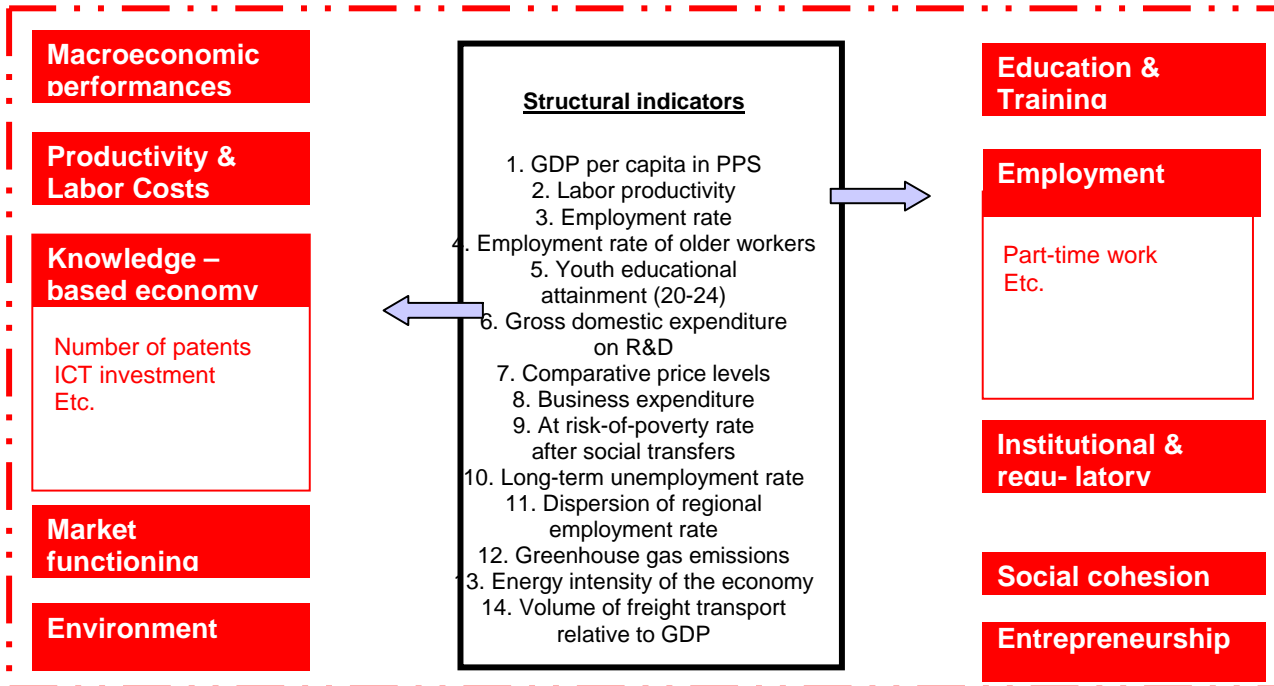 Macroeconomic
performances
Productivity &
Labor Costs
Knowledge –
based economy
Number of patents
ICT investment
Etc.
Market
functioning
Environment
Structural indicators
1. GDP per capita in PPS
2. Labor productivity
3. Employment rate
4. Employment rate of older workers
5. Youth educational
attainment (20-24)
6. Gross domestic expenditure
on R&D
7. Comparative price levels
8. Business expenditure
9. At risk-of-poverty rate
after social transfers
10. Long-term unemployment rate
11. Dispersion of regional
employment rate
12. Greenhouse gas emissions
13. Energy intensity of the economy
14. Volume of freight transport
relative to GDP
Education &
Training
Employment
Part-time work
Etc.
Institutional &
regu- latory
Social cohesion
Entrepreneurship